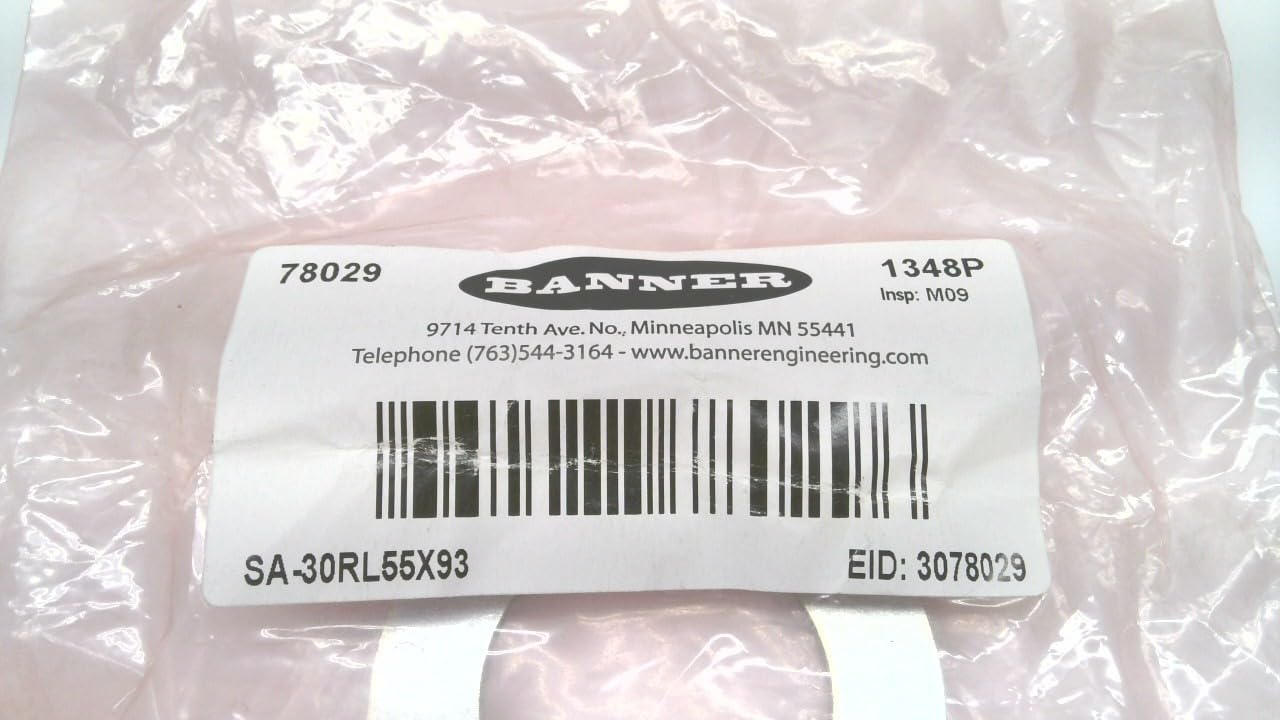 78029
BANNER
1348P
Insp: M09
9714 Tenth Ave. No., Minneapolis MN 55441
Telephone (763)544-3164 - www.bannerengineering.com
SA-30RL55X93
EID: 3078029